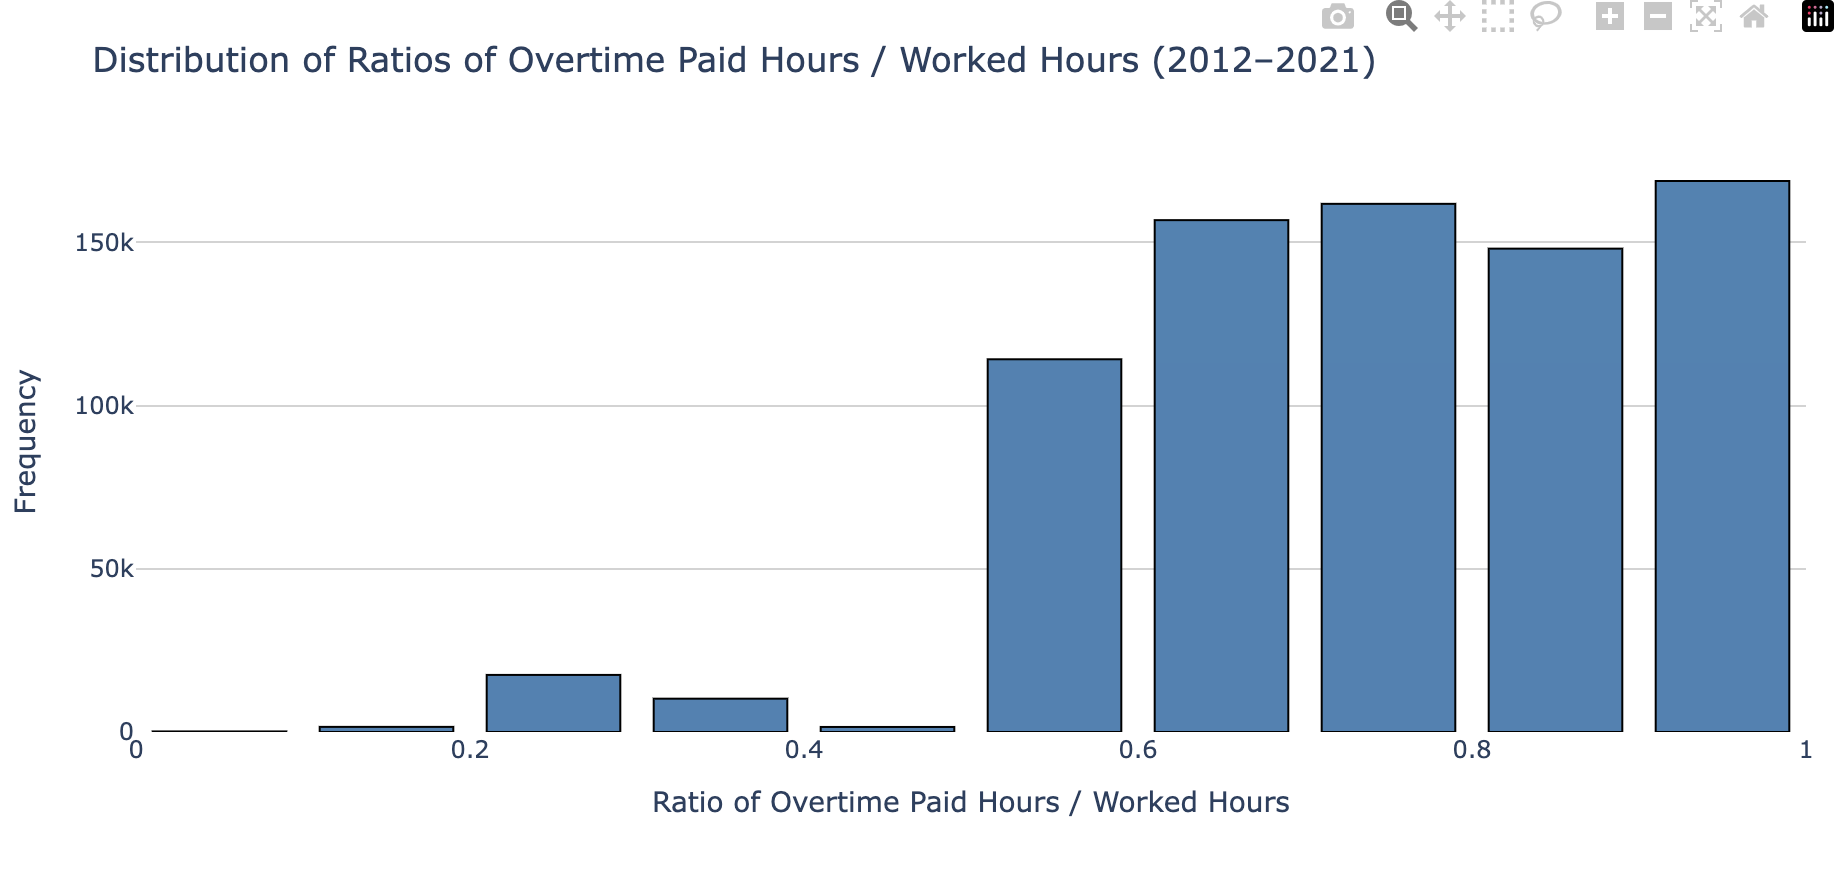 Distribution of Ratios of Overtime Paid Hours / Worked Hours (2012–2021)
150k
100k
50k
0
Frequency
0
0.2
0.4
0.6
0.8
1
Ratio of Overtime Paid Hours / Worked Hours